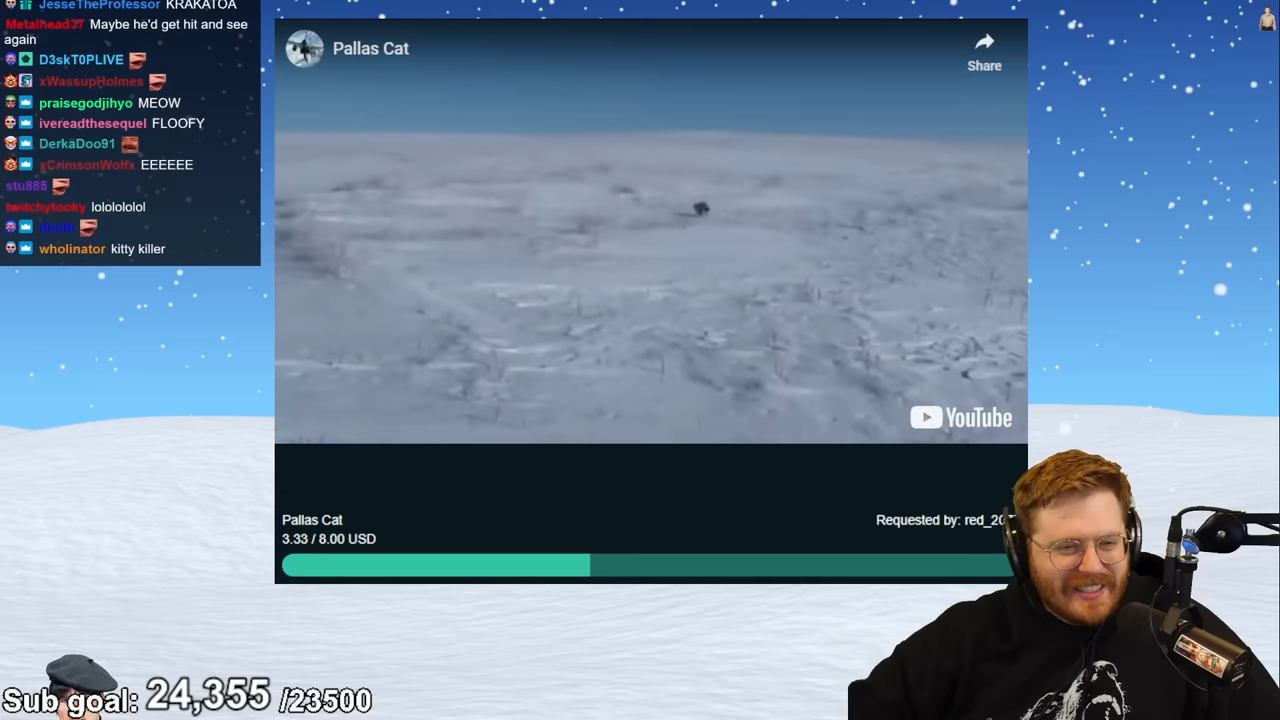 JesseTheProfessor KRAKATOA
Metalhead37 Maybe he'd get hit and see
again
D3skT0PLIVE
xWassupHolmes
praisegodjihyo MEOW
ivereadthesequel FLOOFY
DerkaDoo91
xCrimsonWolfx EEEEEE
stu885
twitchytooky lolololol
wholinator kitty killer
Pallas Cat
Share
YouTube
Pallas Cat
Requested by: red_20
3.33 / 8.00 USD
Sub goal: 24,355 /23500